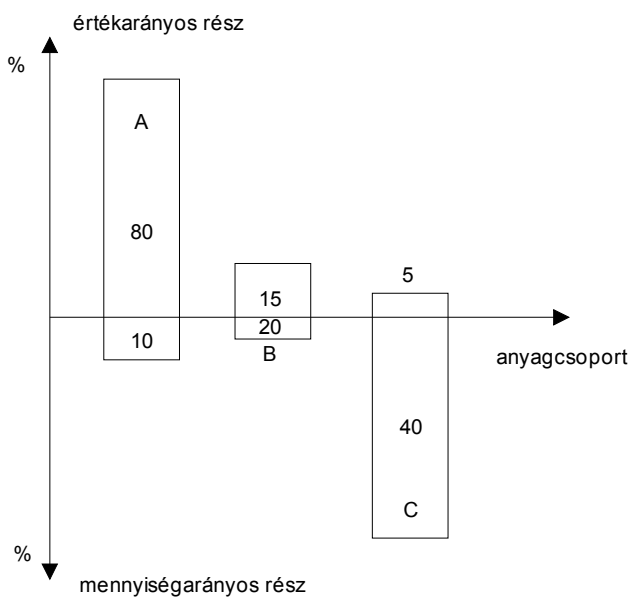 értékarányos rész
%
A
80
5
15
20
10
B
anyagcsoport
40
C
%
mennyiségarányos rész